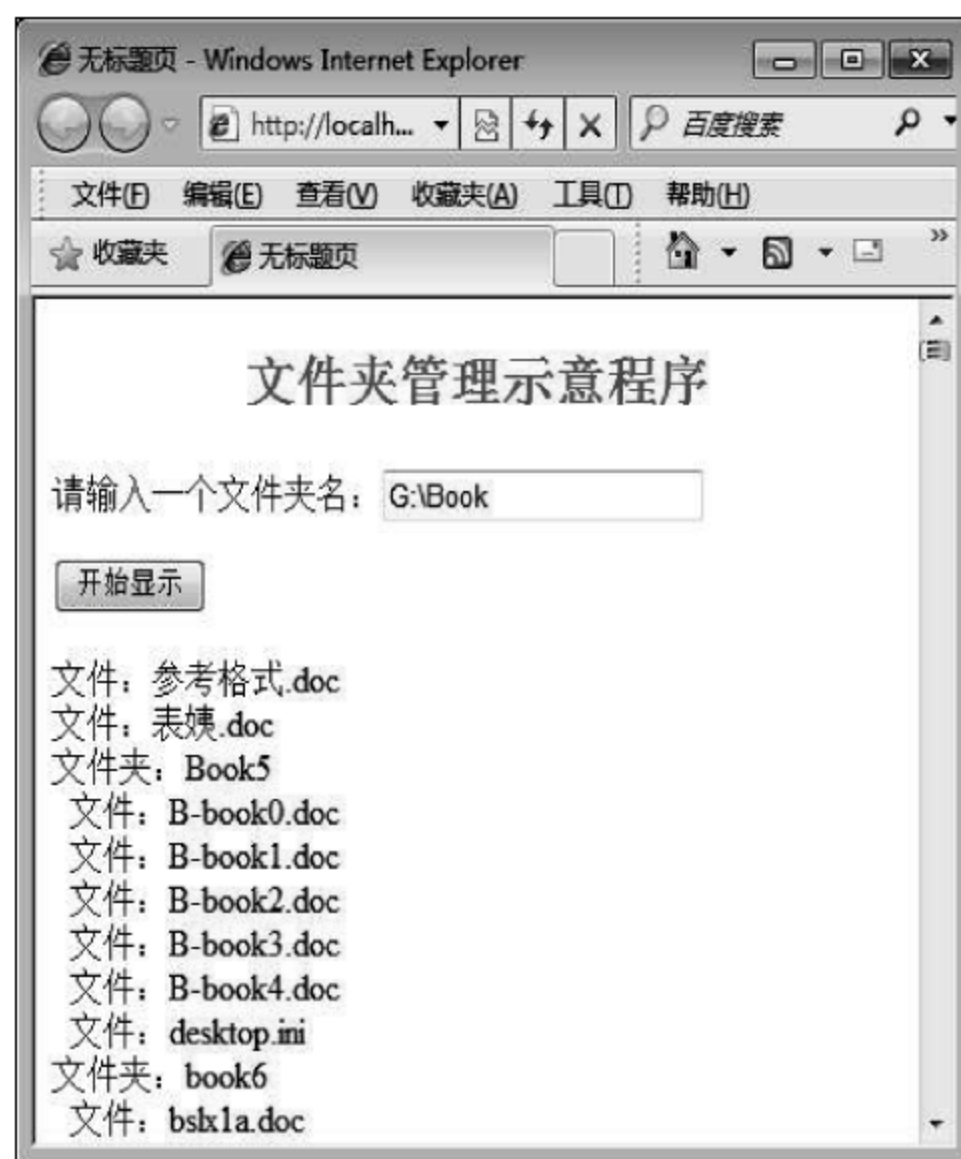 无标题页 - Windows Internet Explorer
http://localh... 百度搜索
文件(F) 编辑(E) 查看(V) 收藏夹(A) 工具(T) 帮助(H)
收藏夹 无标题页 »
文件夹管理示意程序
请输入一个文件夹名：G:\Book
开始显示
文件：参考格式.doc
文件：表姨.doc
文件夹：Book5
文件：B-book0.doc
文件：B-book1.doc
文件：B-book2.doc
文件：B-book3.doc
文件：B-book4.doc
文件：desktop.ini
文件夹：book6
文件：bslx1a.doc